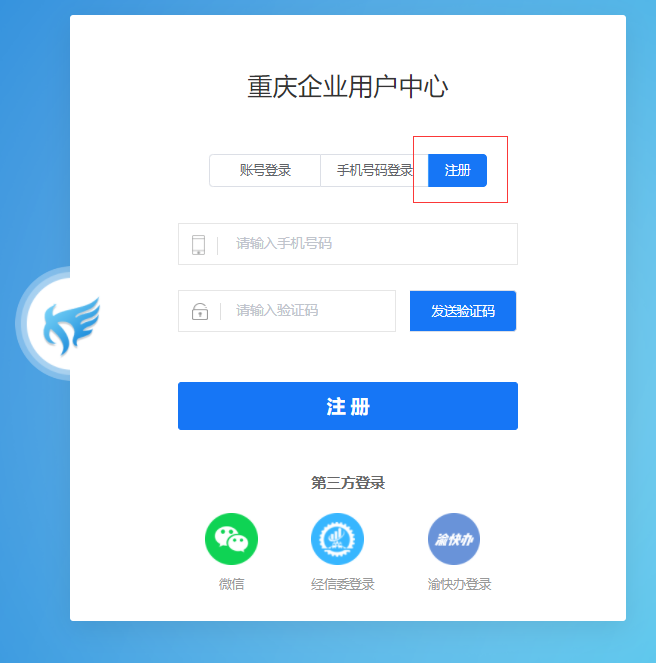 重庆企业用户中心
账号登录 手机号码登录 注册
请输入手机号码
请输入验证码 发送验证码
注 册
第三方登录
渝快办
微信 经信委登录 渝快办登录